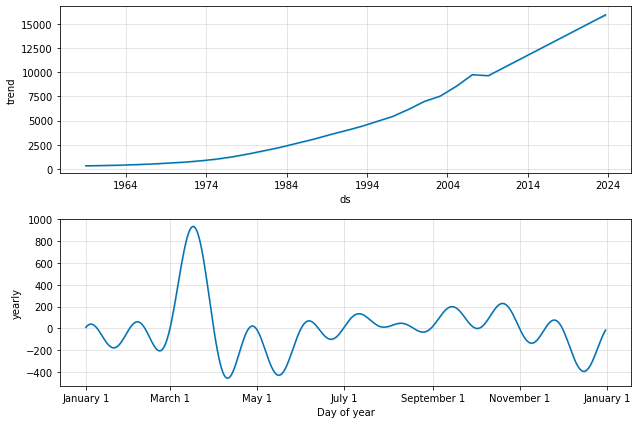 15000
12500
10000
7500
5000
2500
0
trend
1964 1974 1984 1994 2004 2014 2024
ds
1000
800
600
400
200
0
−200
−400
yearly
January 1 March 1 May 1 July 1 September 1 November 1 January 1
Day of year